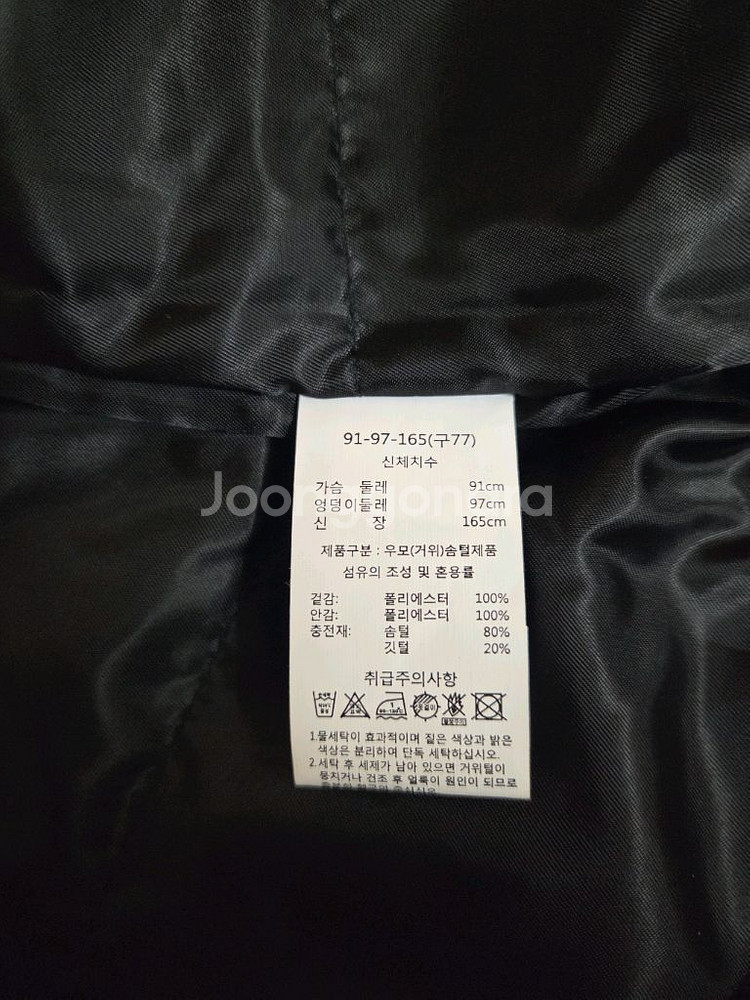 91-97-165(구77)
신체치수
가슴 둘레 91cm
엉덩이둘레 97cm
신 장 165cm
Joonggonara
제품구분 : 우모(거위)솜털제품
섬유의 조성 및 혼용률
겉감: 폴리에스터 100%
안감: 폴리에스터 100%
충전재: 솜털 80%
깃털 20%
취급주의사항
1.물세탁이 효과적이며 짙은 색상과 밝은
색상은 분리하여 단독 세탁하십시오.
2.세탁 후 세제가 남아 있으면 거위털이
뭉치거나 건조 후 얼룩이 원인이 되므로